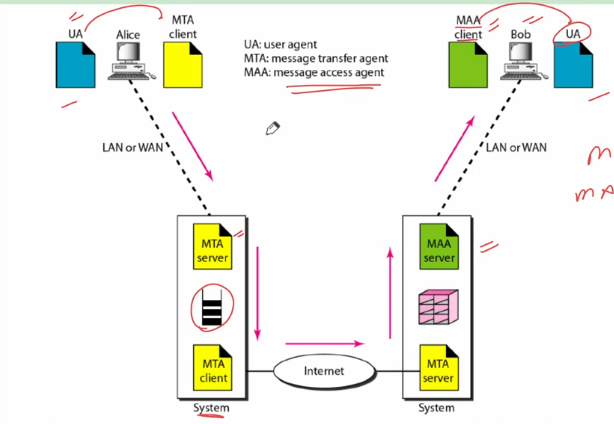 MTA
client
UA
Alice
UA: user agent
MTA: message transfer agent
MAA: message access agent
MAA
client
Bob
UA
LAN or WAN
LAN or WAN
M
MA
MTA
server
MTA
client
System
Internet
MAA
server
MTA
server
System